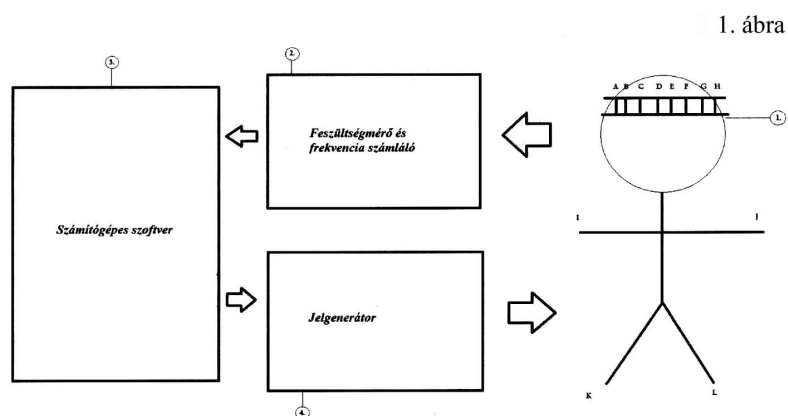 1. ábra
3.
2.
A B C D E F G H
1.
Feszültségmérő és
frekvencia számláló
Számítógépes szoftver
I J
Jelgenerátor
K L
4.